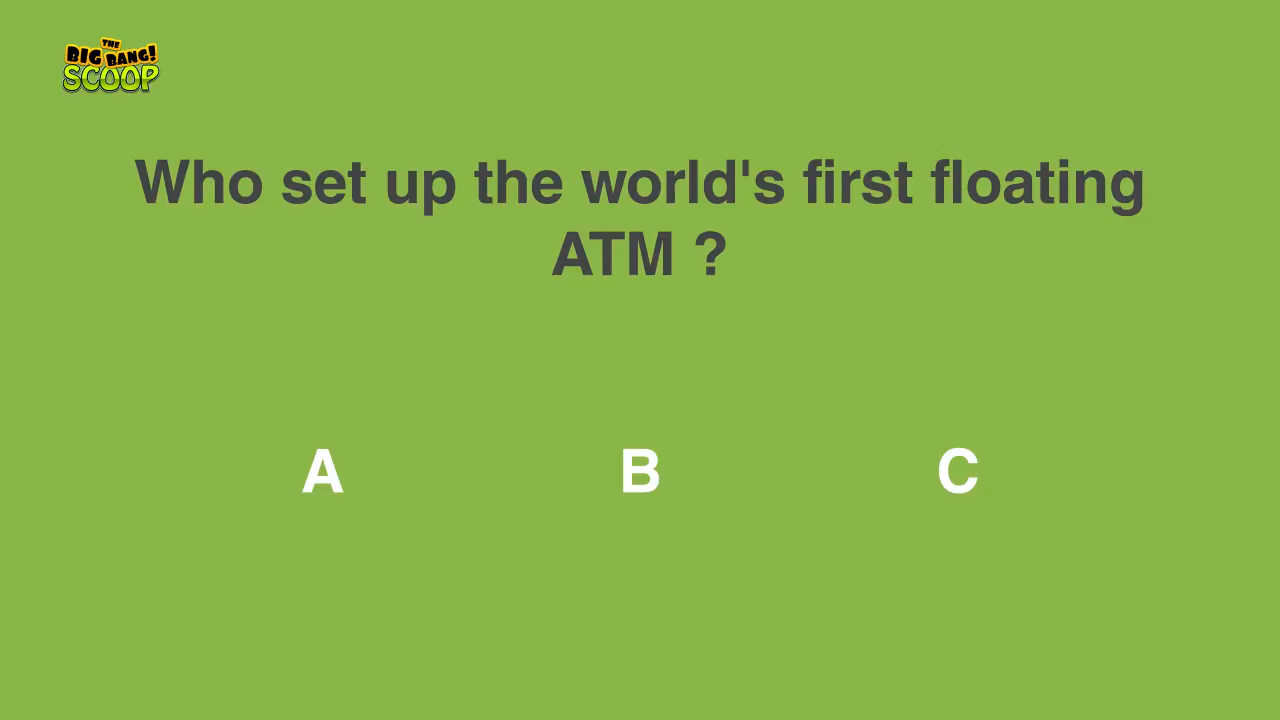 THE
BIG BANG!
SCOOP
Who set up the world's first floating
ATM ?
A B C